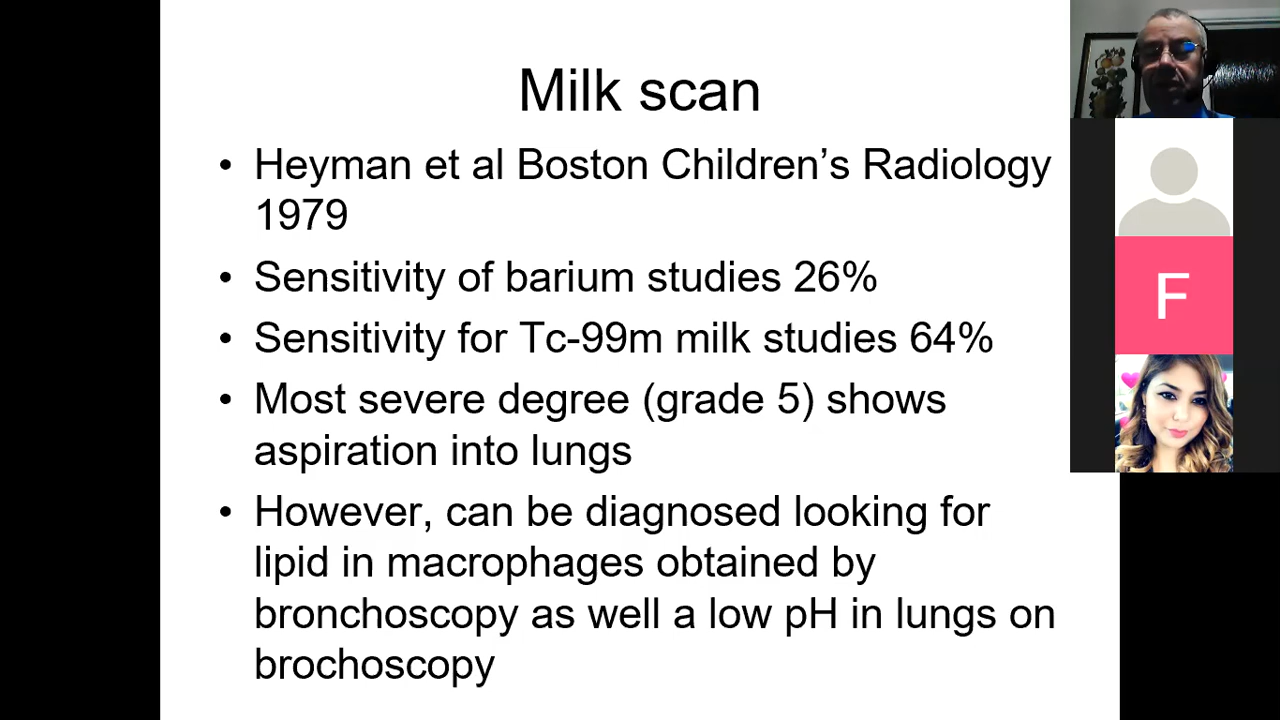 Milk scan
• Heyman et al Boston Children’s Radiology
1979
• Sensitivity of barium studies 26%
• Sensitivity for Tc-99m milk studies 64%
• Most severe degree (grade 5) shows
aspiration into lungs
• However, can be diagnosed looking for
lipid in macrophages obtained by
bronchoscopy as well a low pH in lungs on
brochoscopy
F